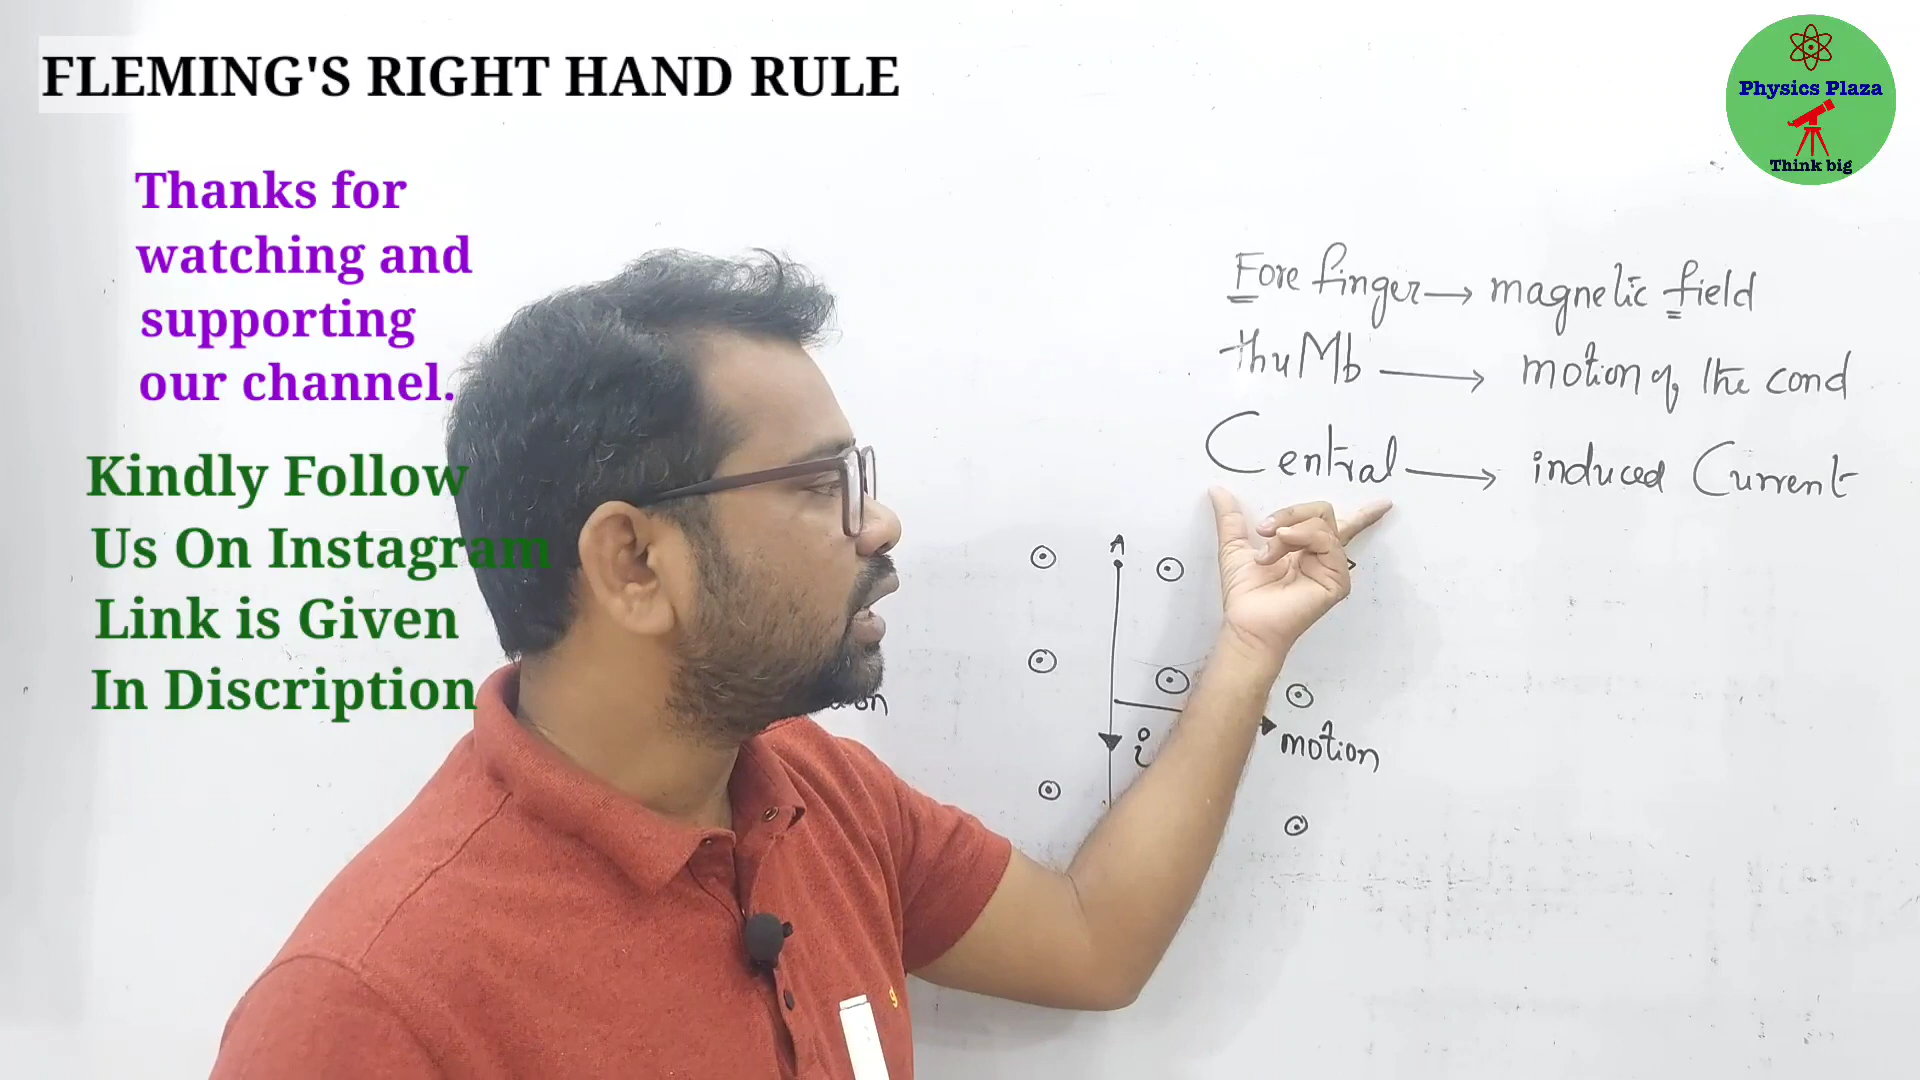 FLEMING'S RIGHT HAND RULE
Physics Plaza
Think big
Thanks for
watching and
supporting
our channel.
Kindly Follow
Us On Instagram
Link is Given
In Discription
Fore finger → magnetic field
thuMb → motion of the cond
Central → induced Current
A
i
motion